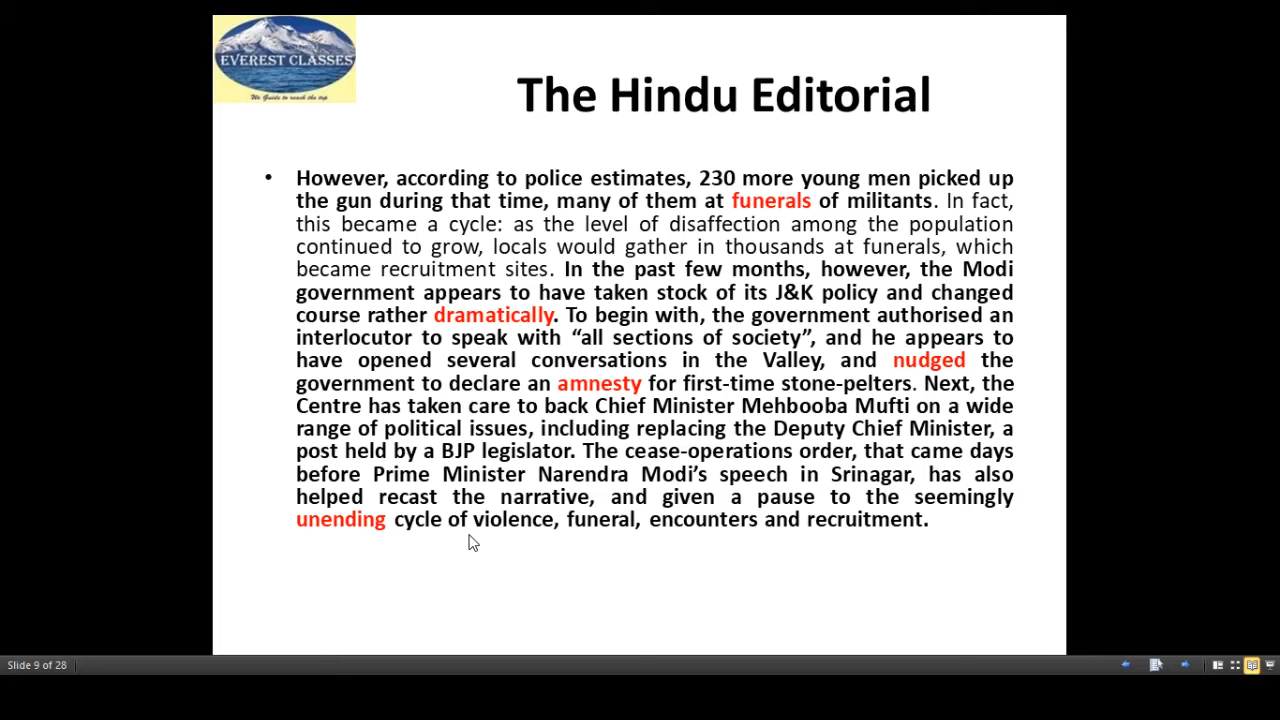 EVEREST CLASSES
We Guide to reach the top
The Hindu Editorial
• However, according to police estimates, 230 more young men picked up
the gun during that time, many of them at funerals of militants. In fact,
this became a cycle: as the level of disaffection among the population
continued to grow, locals would gather in thousands at funerals, which
became recruitment sites. In the past few months, however, the Modi
government appears to have taken stock of its J&K policy and changed
course rather dramatically. To begin with, the government authorised an
interlocutor to speak with “all sections of society”, and he appears to
have opened several conversations in the Valley, and nudged the
government to declare an amnesty for first-time stone-pelters. Next, the
Centre has taken care to back Chief Minister Mehbooba Mufti on a wide
range of political issues, including replacing the Deputy Chief Minister, a
post held by a BJP legislator. The cease-operations order, that came days
before Prime Minister Narendra Modi’s speech in Srinagar, has also
helped recast the narrative, and given a pause to the seemingly
unending cycle of violence, funeral, encounters and recruitment.
Slide 9 of 28